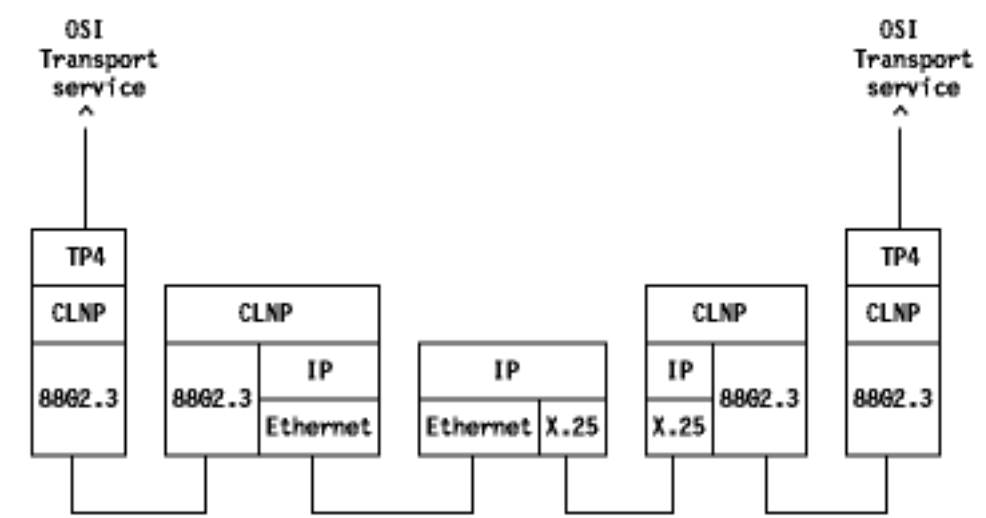 OSI
Transport
service
^
OSI
Transport
service
^
TP4
TP4
CLNP
CLNP
CLNP
CLNP
IP
IP
IP
8802.3
8802.3
8802.3
8802.3
Ethernet
Ethernet
X.25
X.25